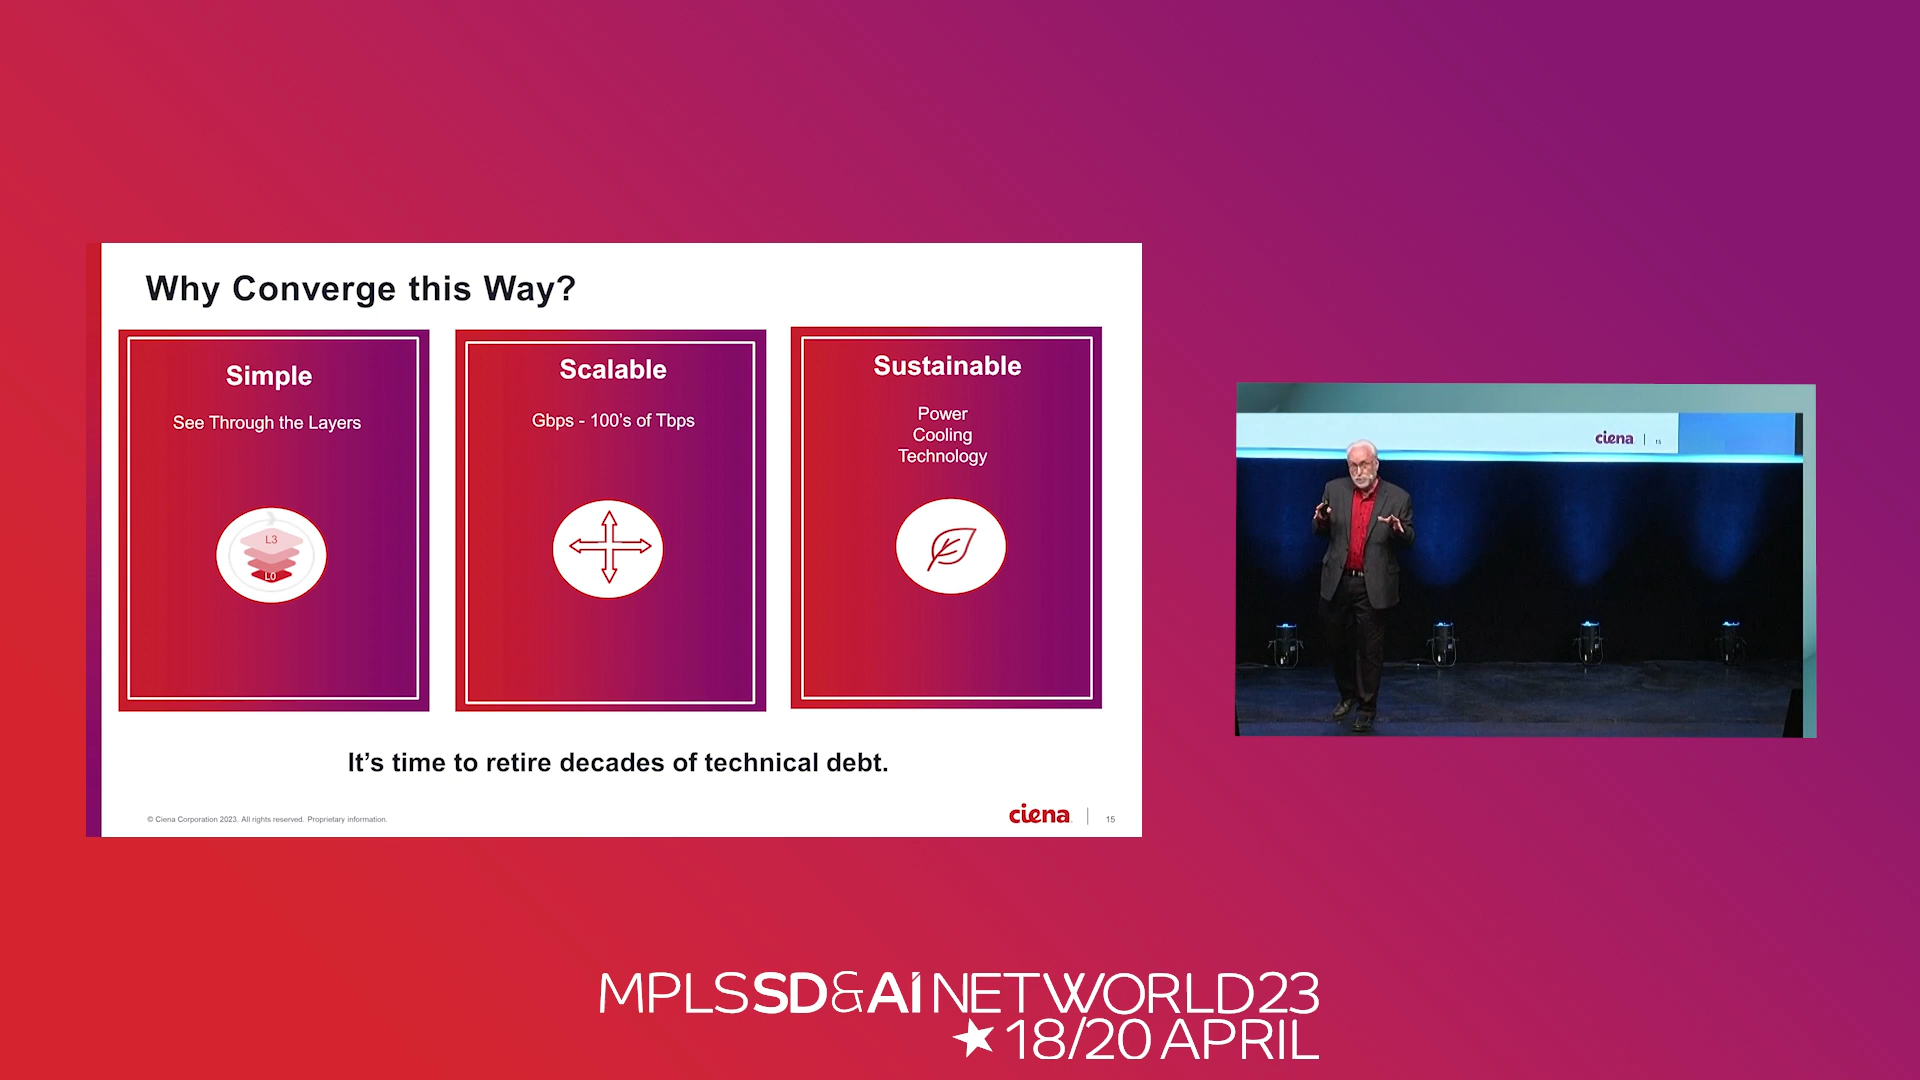 Why Converge this Way?
Simple
See Through the Layers
L3
L0
Scalable
Gbps - 100's of Tbps
Sustainable
Power
Cooling
Technology
It’s time to retire decades of technical debt.
© Ciena Corporation 2023. All rights reserved. Proprietary information.
ciena
15
ciena
15
MPLSSD&AI NETWORLD23
18/20 APRIL